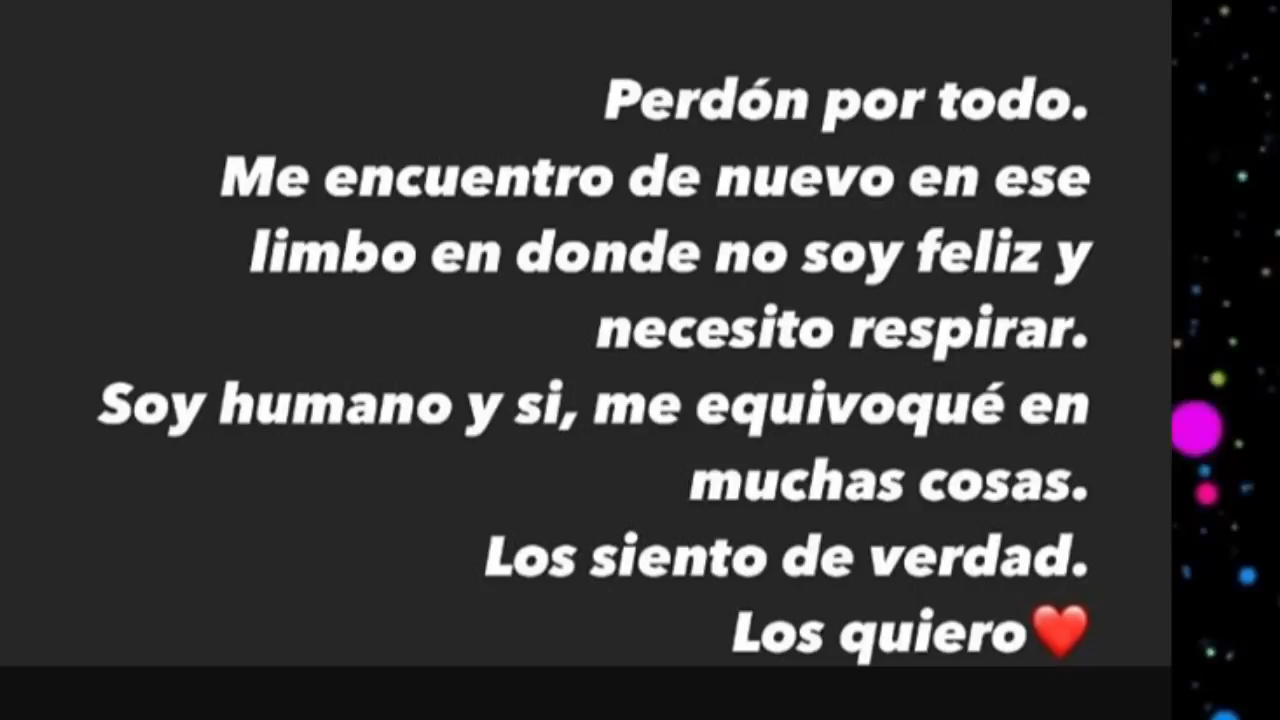 Perdón por todo.
Me encuentro de nuevo en ese
limbo en donde no soy feliz y
necesito respirar.
Soy humano y si, me equivoqué en
muchas cosas.
Los siento de verdad.
Los quiero❤️